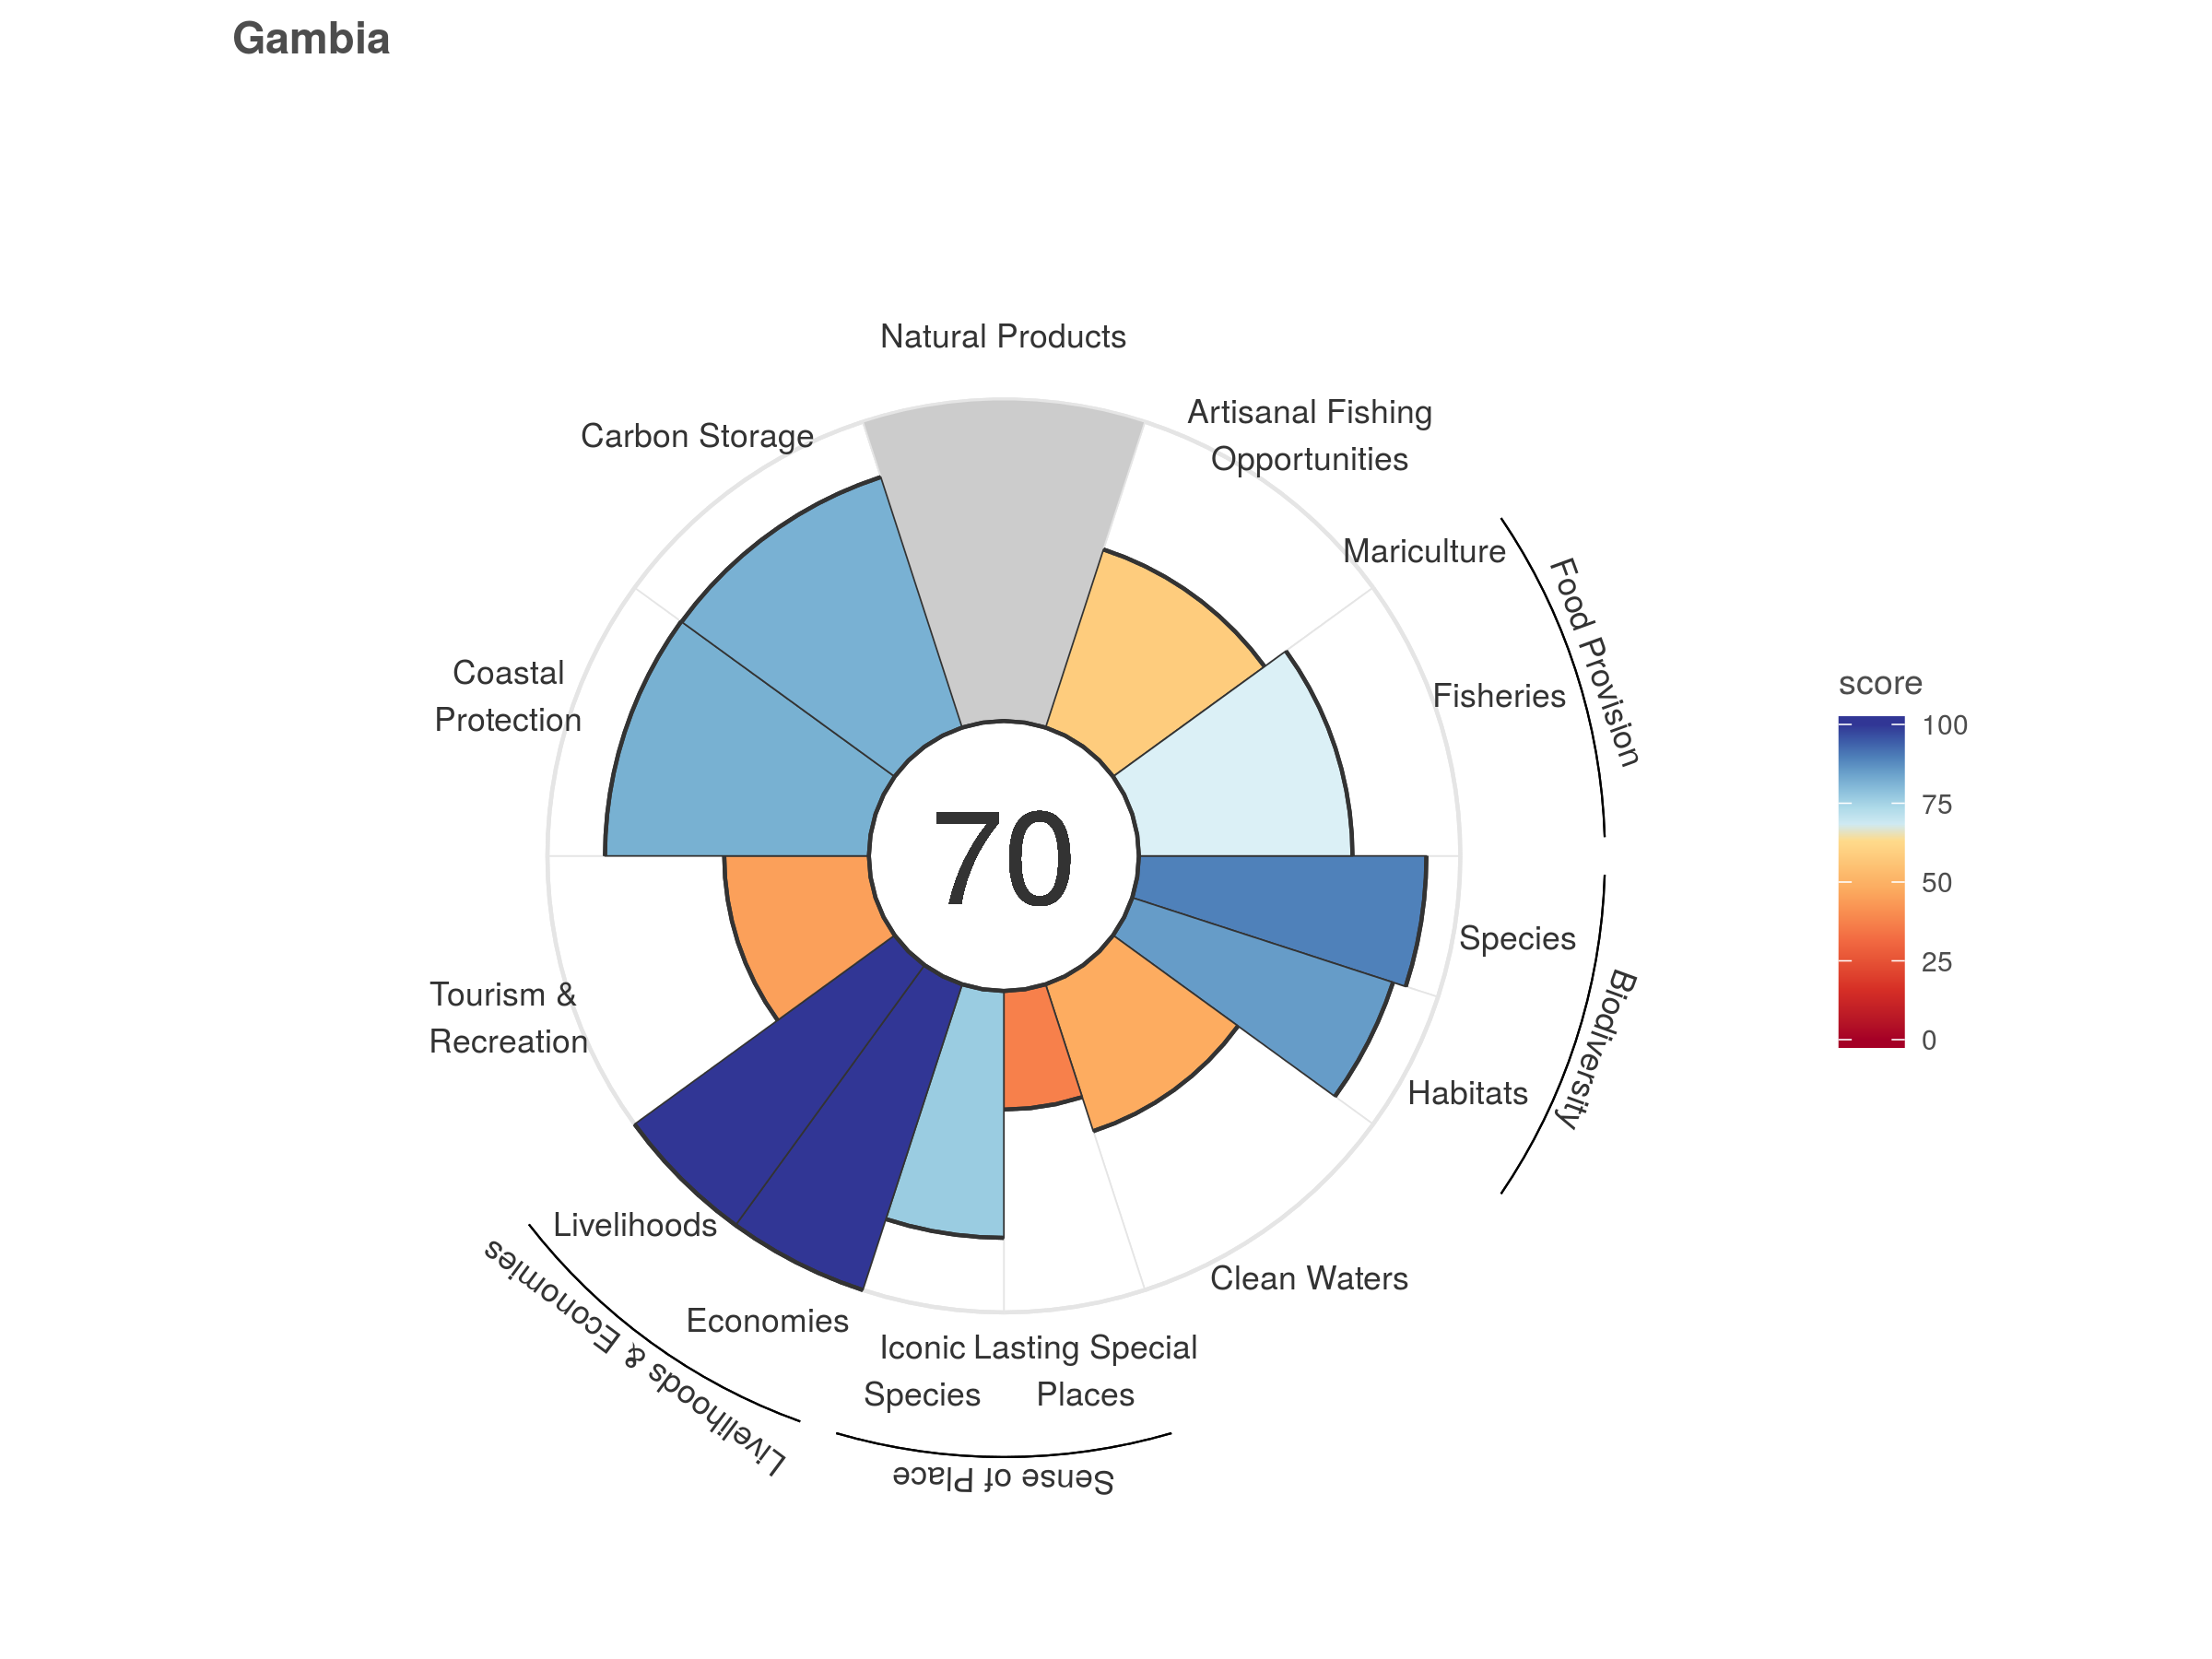 Gambia
Natural Products
Artisanal Fishing
Opportunities
Carbon Storage
Mariculture
Food Provision
Fisheries
Coastal
Protection
score
100
75
50
25
0
70
Species
Biodiversity
Habitats
Tourism &
Recreation
Livelihoods
Clean Waters
Economies
Livelihoods & Economies
Iconic
Species
Lasting Special
Places
Sense of Place